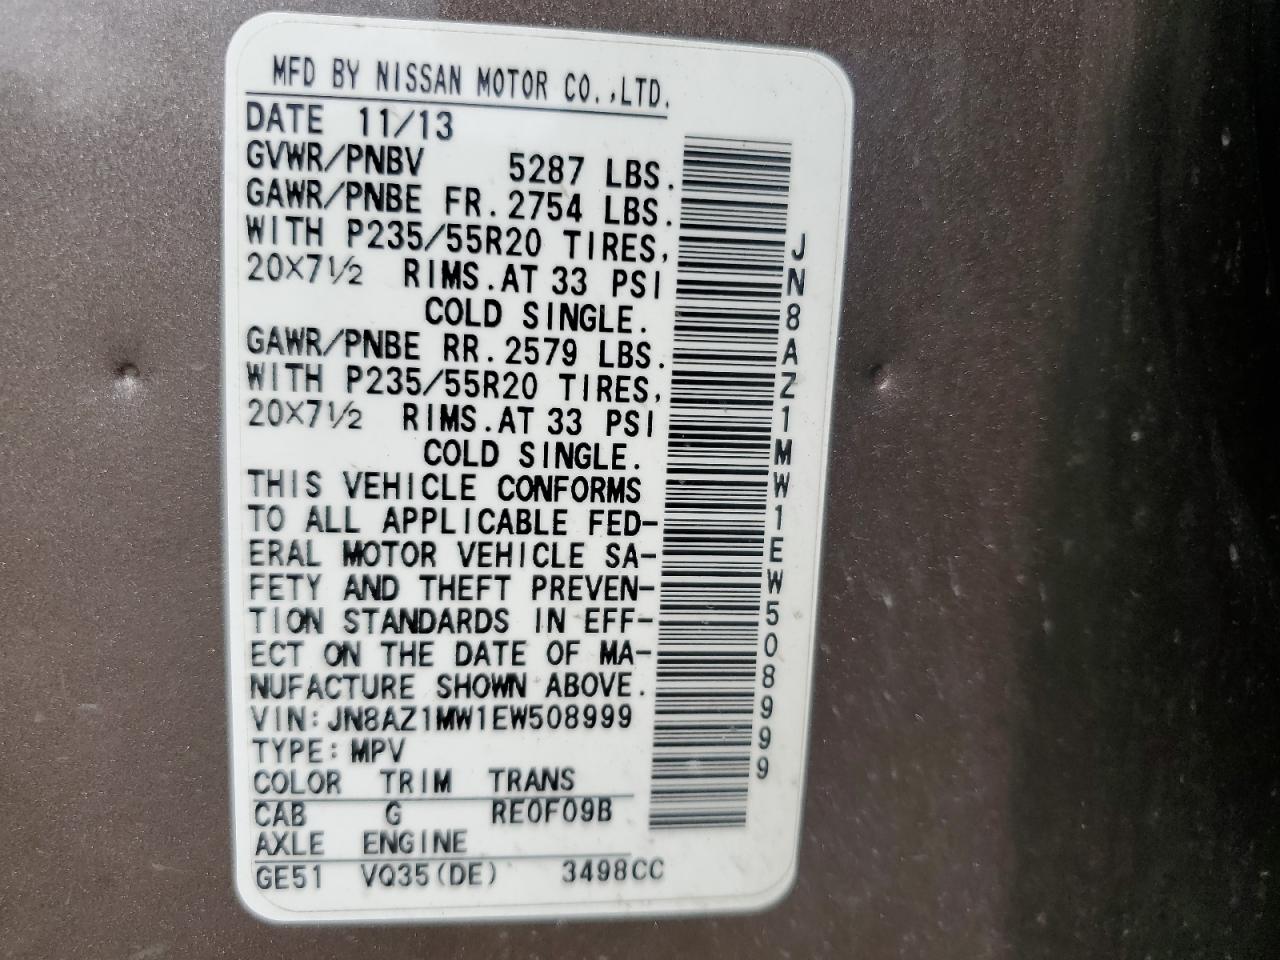 MFD BY NISSAN MOTOR CO.,LTD.
DATE 11/13
GVWR/PNBV 5287 LBS.
GAWR/PNBE FR.2754 LBS.
WITH P235/55R20 TIRES,
20×7½ RIMS.AT 33 PSI
COLD SINGLE.
GAWR/PNBE RR.2579 LBS.
WITH P235/55R20 TIRES,
20×7½ RIMS.AT 33 PSI
COLD SINGLE.
THIS VEHICLE CONFORMS
TO ALL APPLICABLE FED-
ERAL MOTOR VEHICLE SA-
FETY AND THEFT PREVEN-
TION STANDARDS IN EFF-
ECT ON THE DATE OF MA-
NUFACTURE SHOWN ABOVE.
VIN:JN8AZ1MW1EW508999
TYPE:MPV
COLOR TRIM TRANS
CAB G RE0F09B
AXLE ENGINE
GE51 VQ35(DE) 3498CC
JN8AZ1MW1EW508999